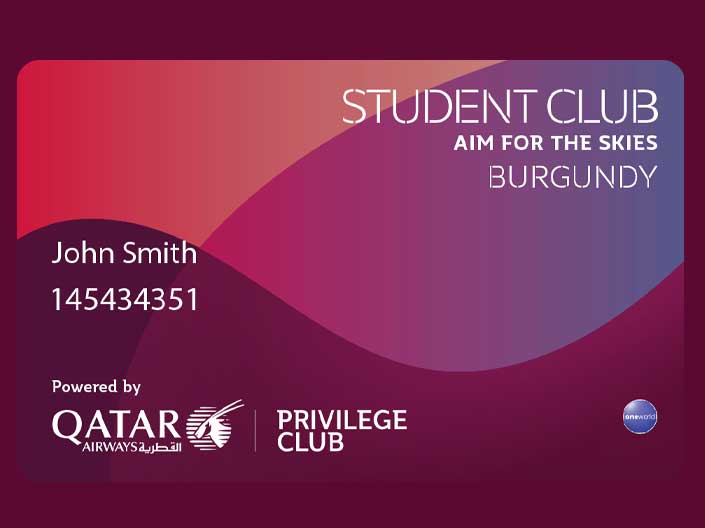 STUDENT CLUB
AIM FOR THE SKIES
BURGUNDY
John Smith
145434351
Powered by
QATAR
AIRWAYS القطرية
PRIVILEGE
CLUB
oneworld